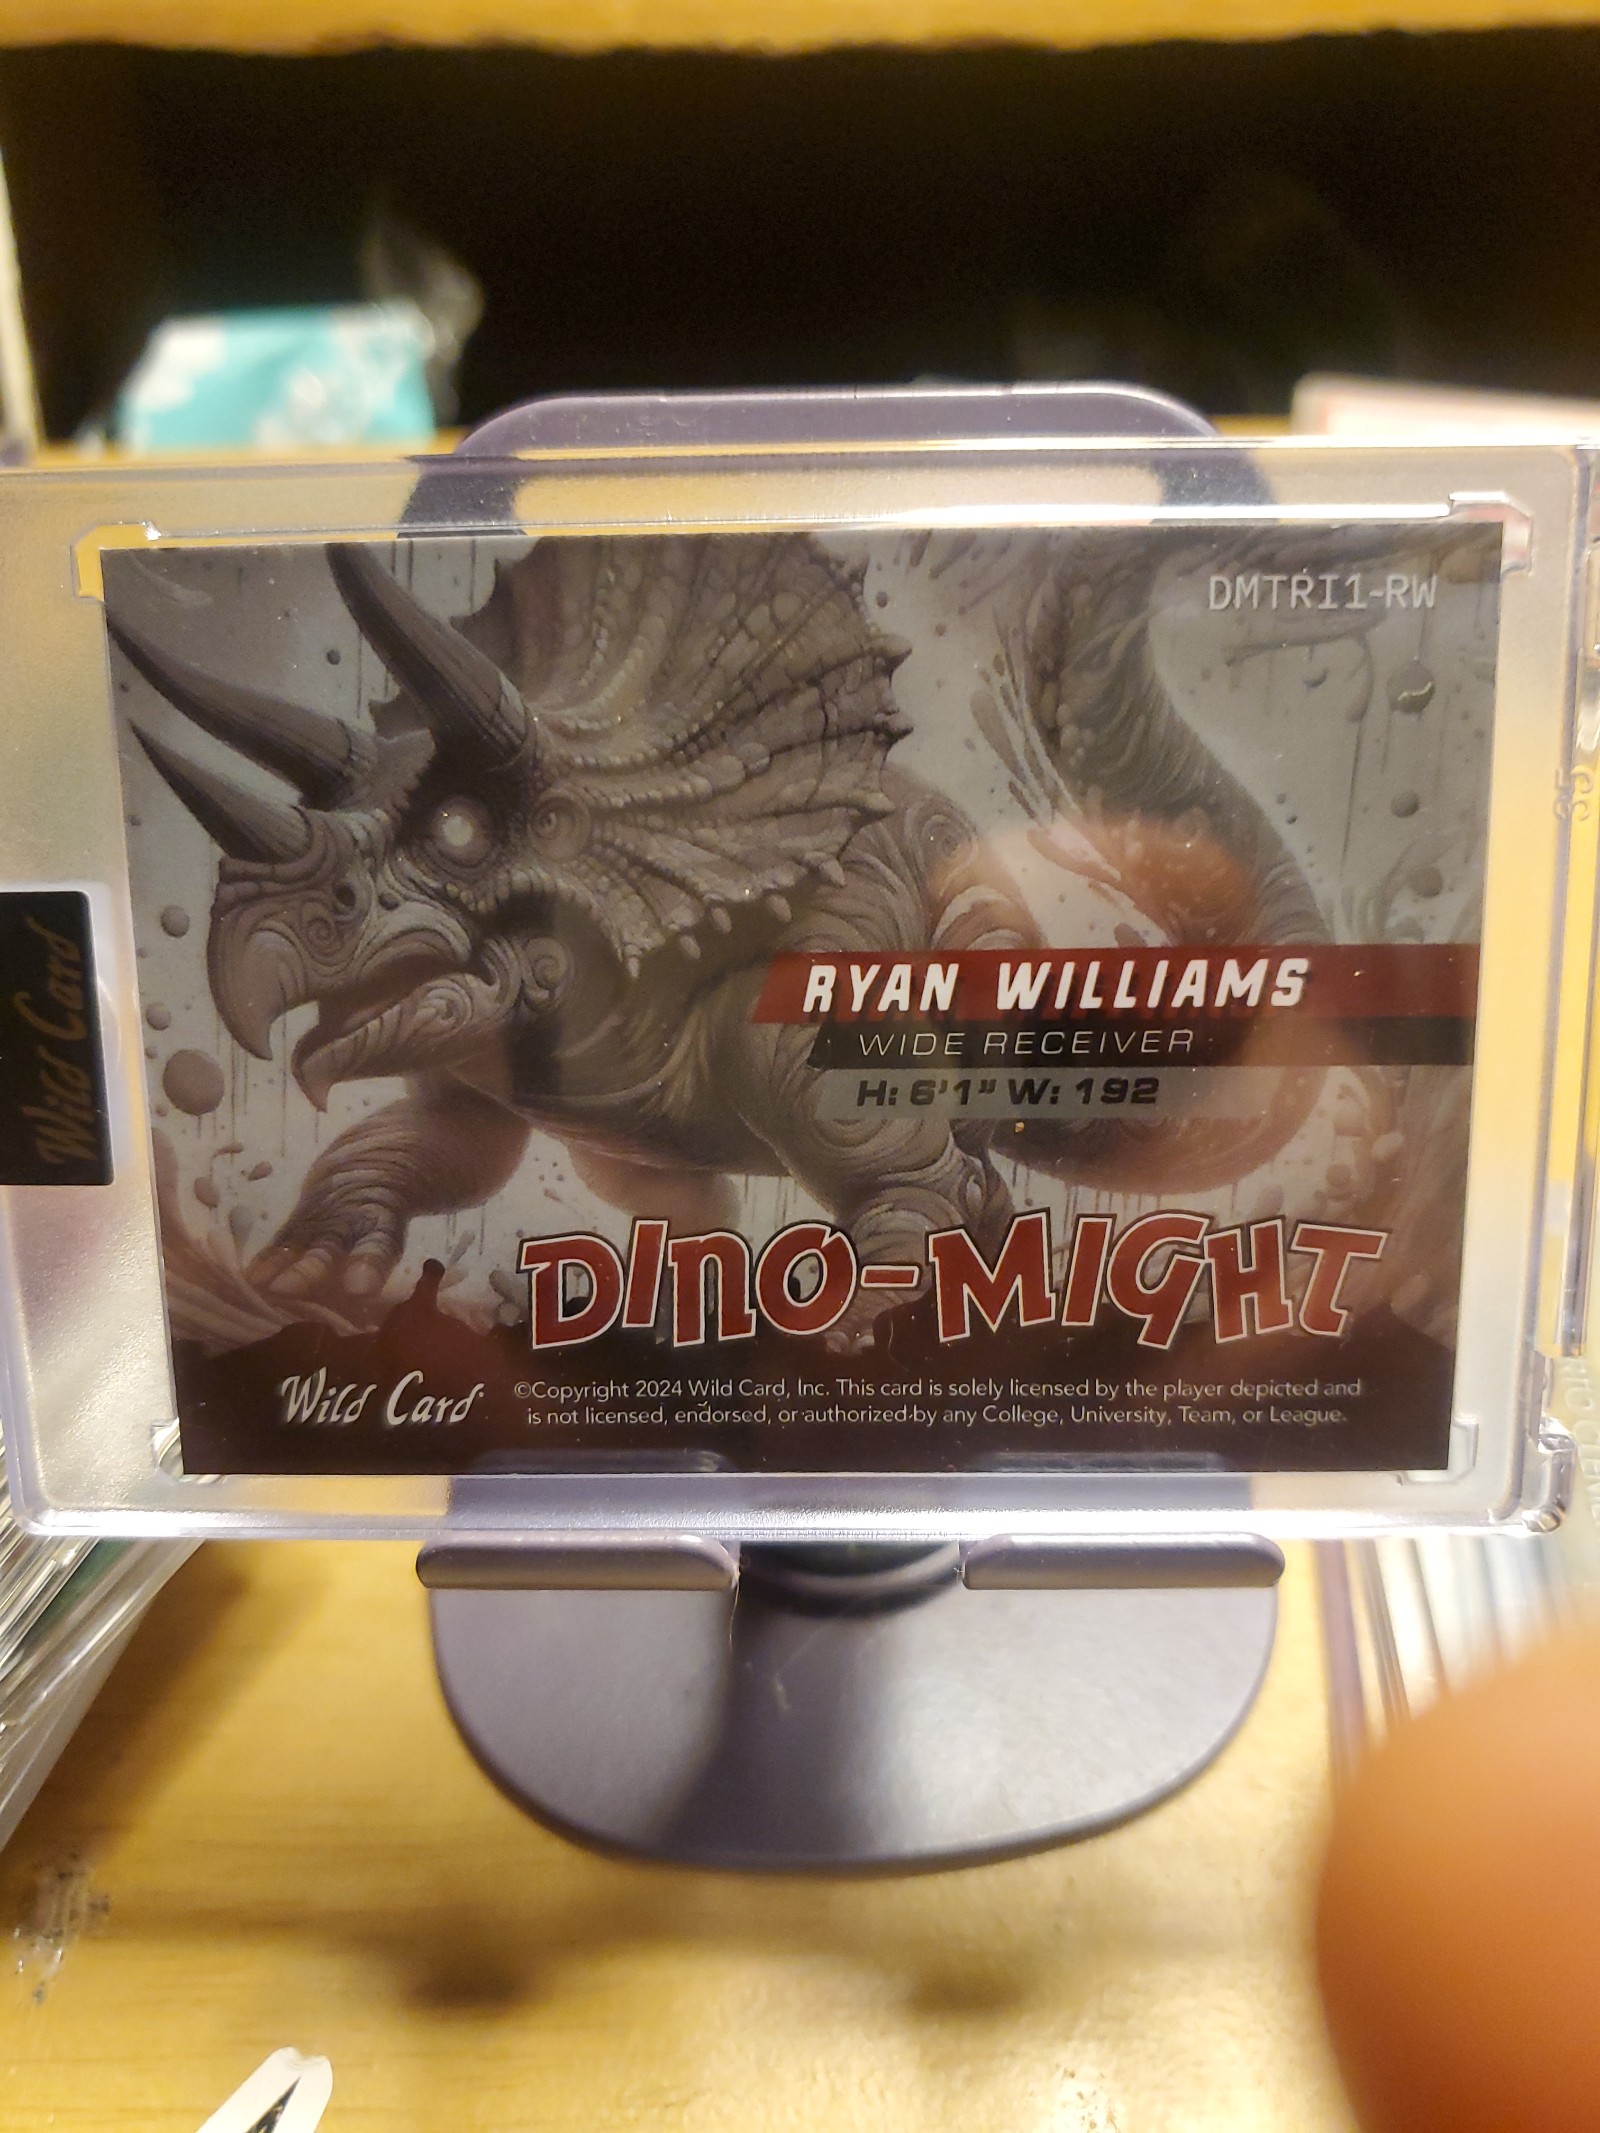 DMTRI1-RW
Wild Card
RYAN WILLIAMS
WIDE RECEIVER
H: 6'1" W: 192
DINO-MIGHT
Wild Card
©Copyright 2024 Wild Card, Inc. This card is solely licensed by the player depicted and
is not licensed, endorsed, or authorized by any College, University, Team, or League.